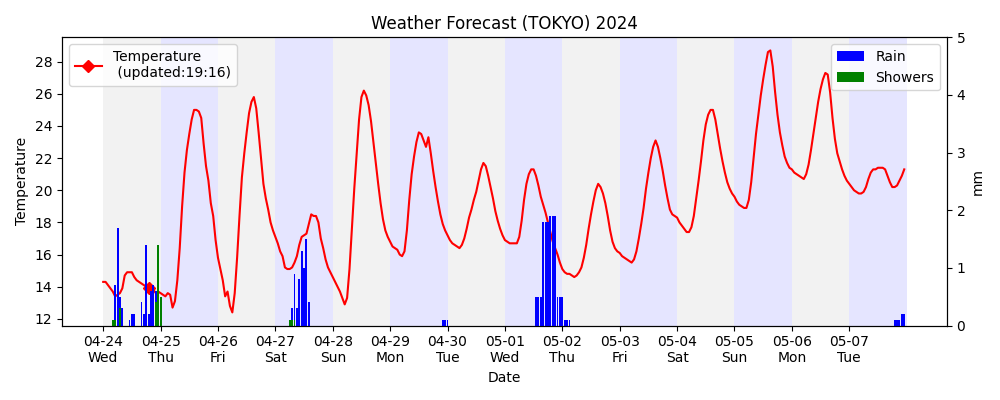 Weather Forecast (TOKYO) 2024
Temperature
(updated:19:16)
Rain
Showers
Temperature
28
26
24
22
20
18
16
14
12
5
4
3
2
1
0
mm
04-24 04-25 04-26 04-27 04-28 04-29 04-30 05-01 05-02 05-03 05-04 05-05 05-06 05-07
Wed Thu Fri Sat Sun Mon Tue Wed Thu Fri Sat Sun Mon Tue
Date